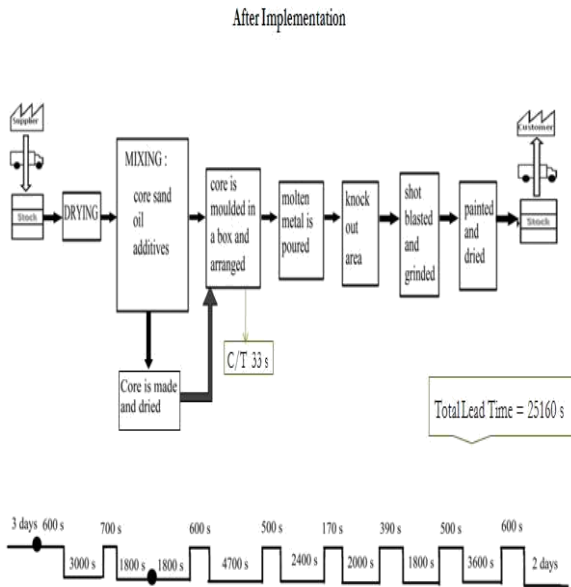 After Implementation
Supplier
Stock
DRYING
MIXING :
core sand
oil
additives
Core is made
and dried
core is
moulded in
a box and
arranged
C/T 33 s
molten
metal is
poured
knock
out
area
shot
blasted
and
grinded
painted
and
dried
Customer
Stock
Total Lead Time = 25160 s
3 days 600 s 700 s 600 s 500 s 170 s 390 s 500 s 600 s
3000 s 1800 s 1800 s 4700 s 2400 s 2000 s 1800 s 3600 s 2 days